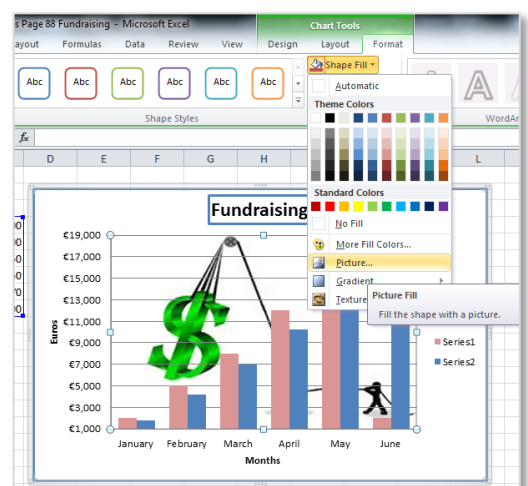 s Page 88 Fundraising - Microsoft Excel
Chart Tools
ayout Formulas Data Review View Design Layout Format
Shape Fill
Abc Abc Abc Abc Abc
Shape Styles
WordAr
Automatic
Theme Colors
Standard Colors
No Fill
More Fill Colors...
Picture...
Gradient
Texture
Picture Fill
Fill the shape with a picture.
fx
D E F G H L
Fundraising
€19,000
€17,000
€15,000
€13,000
€11,000
€9,000
€7,000
€5,000
€3,000
€1,000
Euros
Series1
Series2
January February March April May June
Months